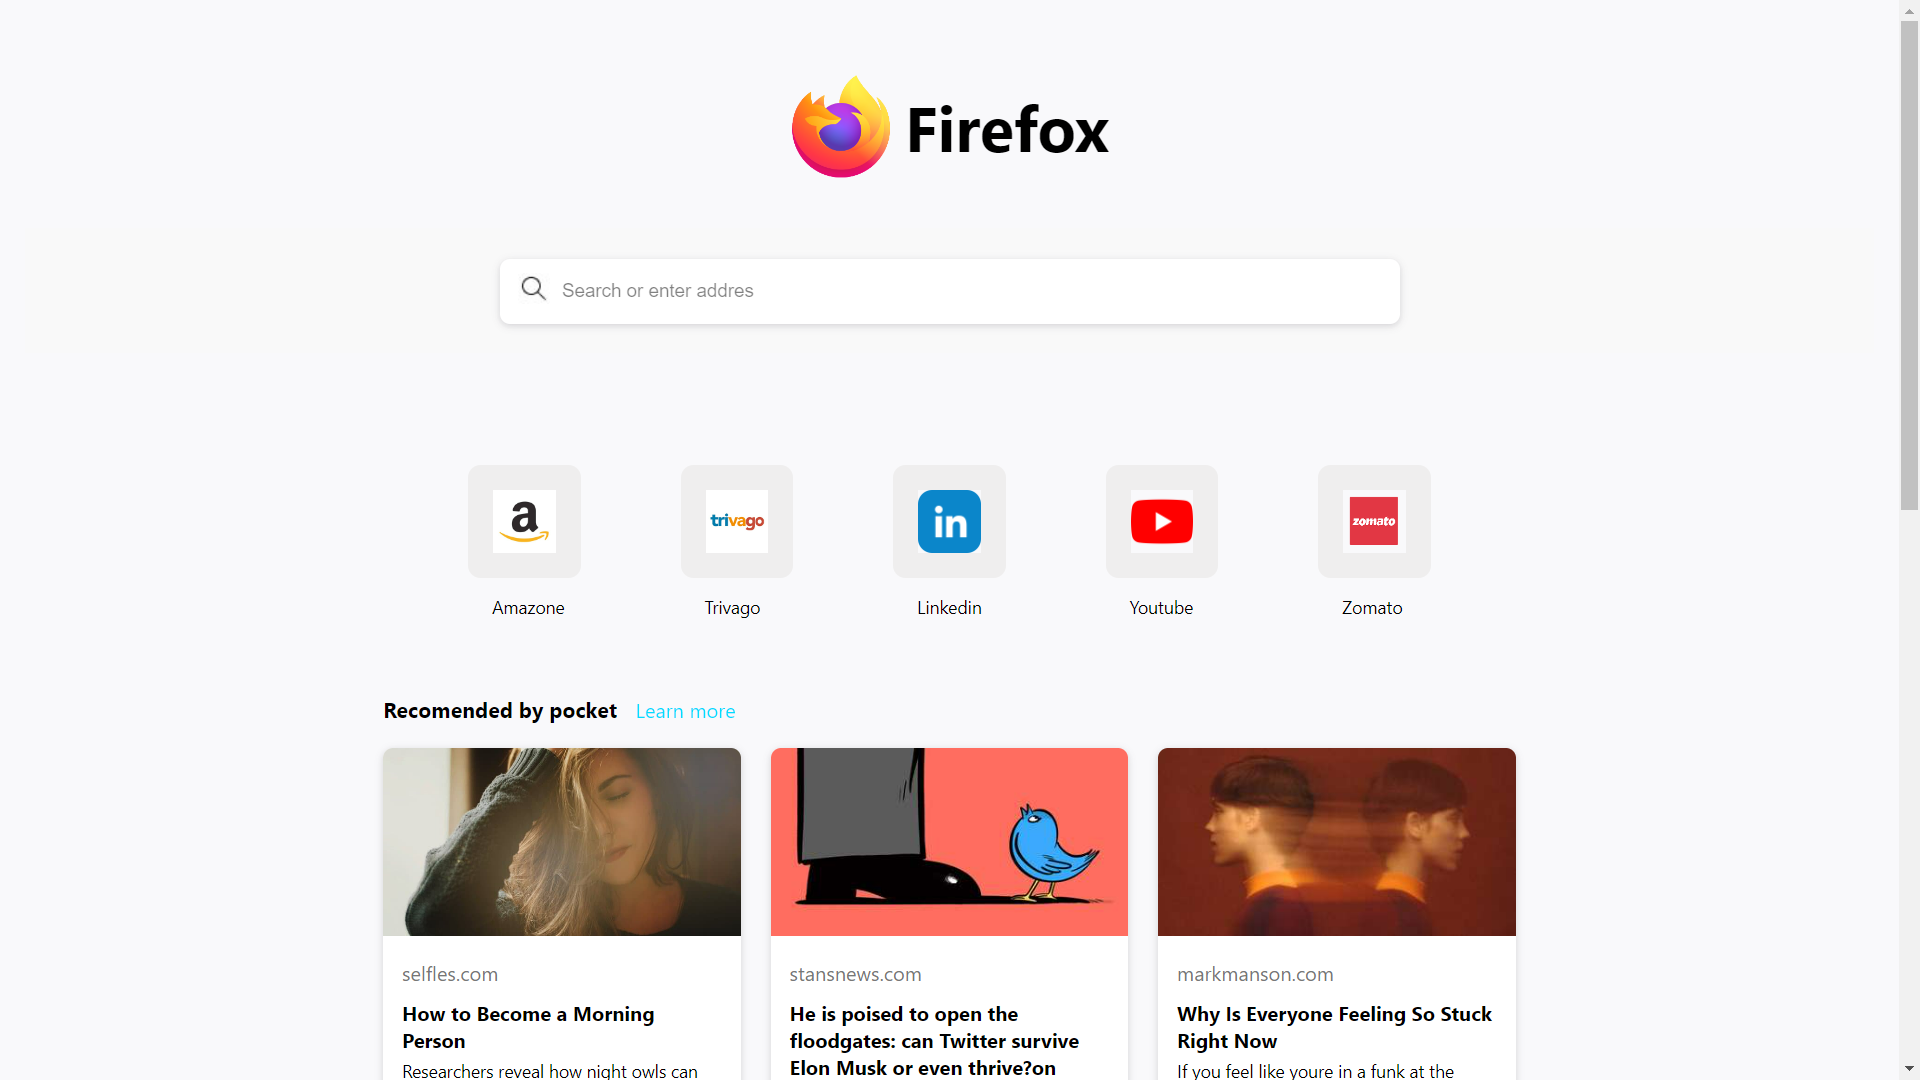 Firefox
Search or enter addres
a
trivago
in
zomato
Amazone
Trivago
Linkedin
Youtube
Zomato
Recomended by pocket Learn more
selfles.com
How to Become a Morning
Person
Researchers reveal how night owls can
stansnews.com
He is poised to open the
floodgates: can Twitter survive
Elon Musk or even thrive?on
markmanson.com
Why Is Everyone Feeling So Stuck
Right Now
If you feel like youre in a funk at the